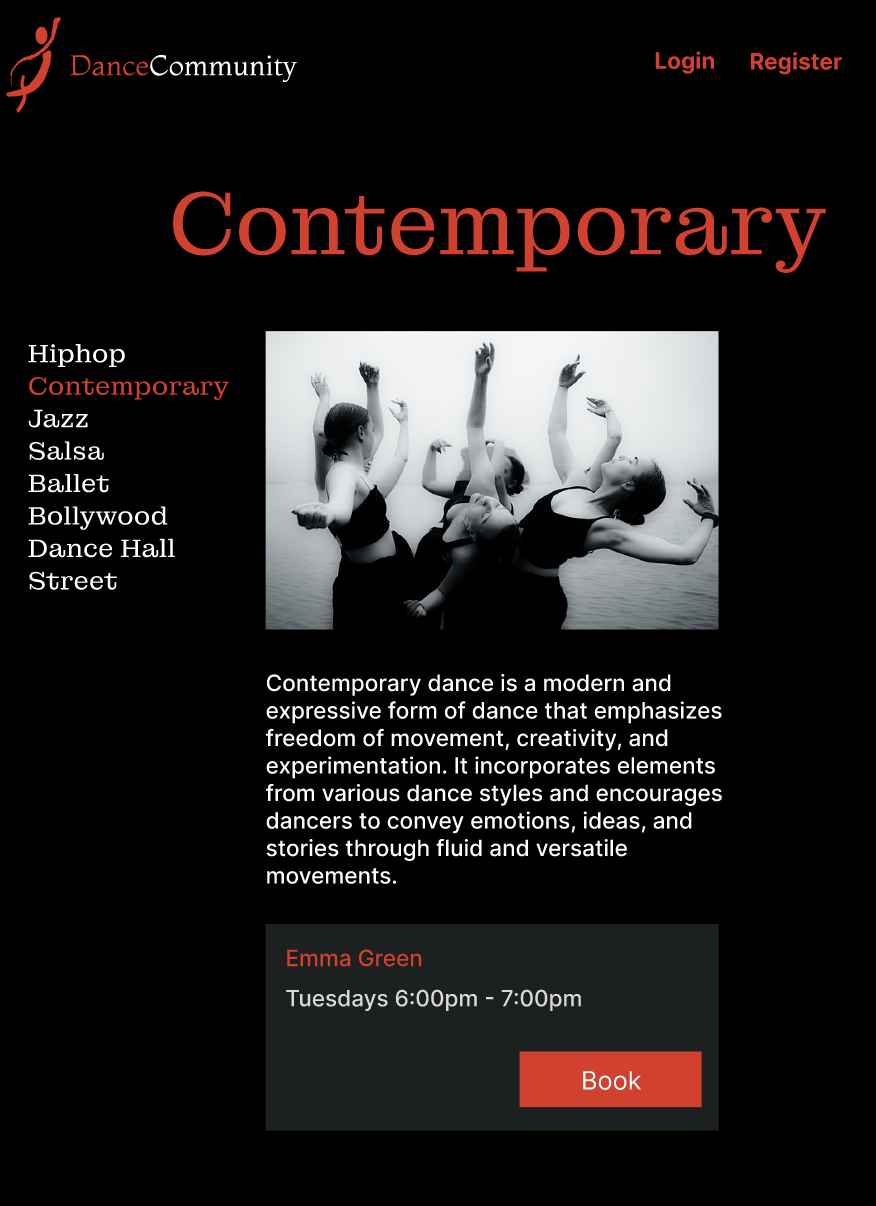 DanceCommunity
Login
Register
Contemporary
Hiphop
Contemporary
Jazz
Salsa
Ballet
Bollywood
Dance Hall
Street
Contemporary dance is a modern and
expressive form of dance that emphasizes
freedom of movement, creativity, and
experimentation. It incorporates elements
from various dance styles and encourages
dancers to convey emotions, ideas, and
stories through fluid and versatile
movements.
Emma Green
Tuesdays 6:00pm - 7:00pm
Book